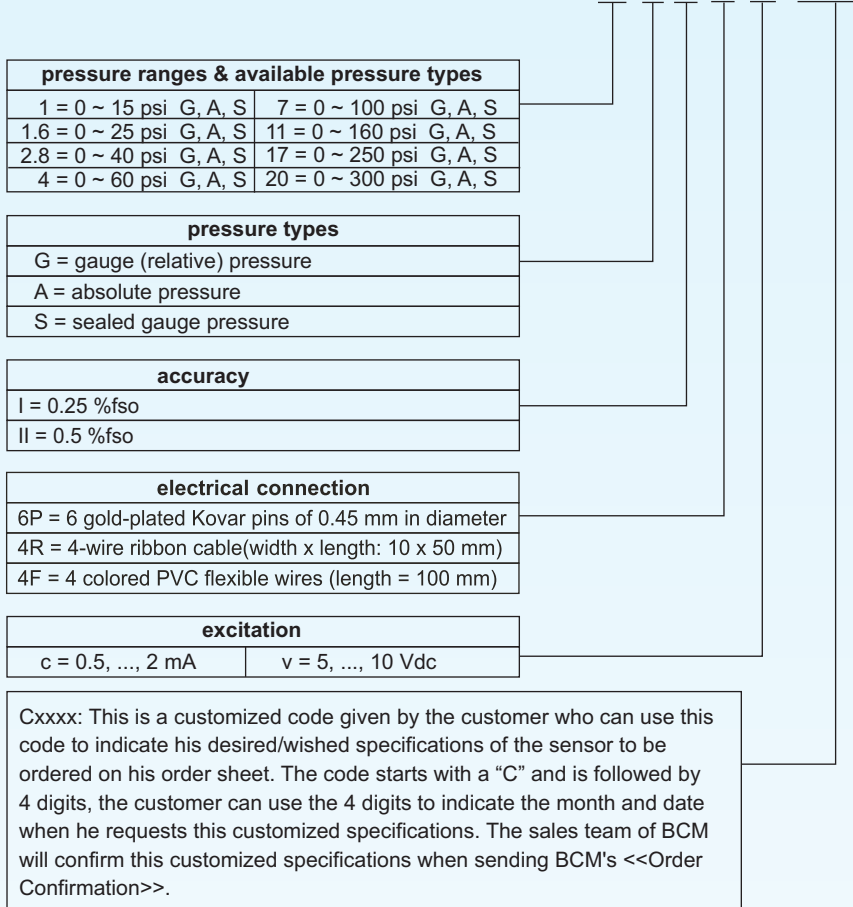 pressure ranges & available pressure types
1 = 0 ~ 15 psi G, A, S 7 = 0 ~ 100 psi G, A, S
1.6 = 0 ~ 25 psi G, A, S 11 = 0 ~ 160 psi G, A, S
2.8 = 0 ~ 40 psi G, A, S 17 = 0 ~ 250 psi G, A, S
4 = 0 ~ 60 psi G, A, S 20 = 0 ~ 300 psi G, A, S
pressure types
G = gauge (relative) pressure
A = absolute pressure
S = sealed gauge pressure
accuracy
I = 0.25 %fso
II = 0.5 %fso
electrical connection
6P = 6 gold-plated Kovar pins of 0.45 mm in diameter
4R = 4-wire ribbon cable(width x length: 10 x 50 mm)
4F = 4 colored PVC flexible wires (length = 100 mm)
excitation
c = 0.5, ..., 2 mA v = 5, ..., 10 Vdc
Cxxxx: This is a customized code given by the customer who can use this
code to indicate his desired/wished specifications of the sensor to be
ordered on his order sheet. The code starts with a “C” and is followed by
4 digits, the customer can use the 4 digits to indicate the month and date
when he requests this customized specifications. The sales team of BCM
will confirm this customized specifications when sending BCM's <<Order
Confirmation>>.